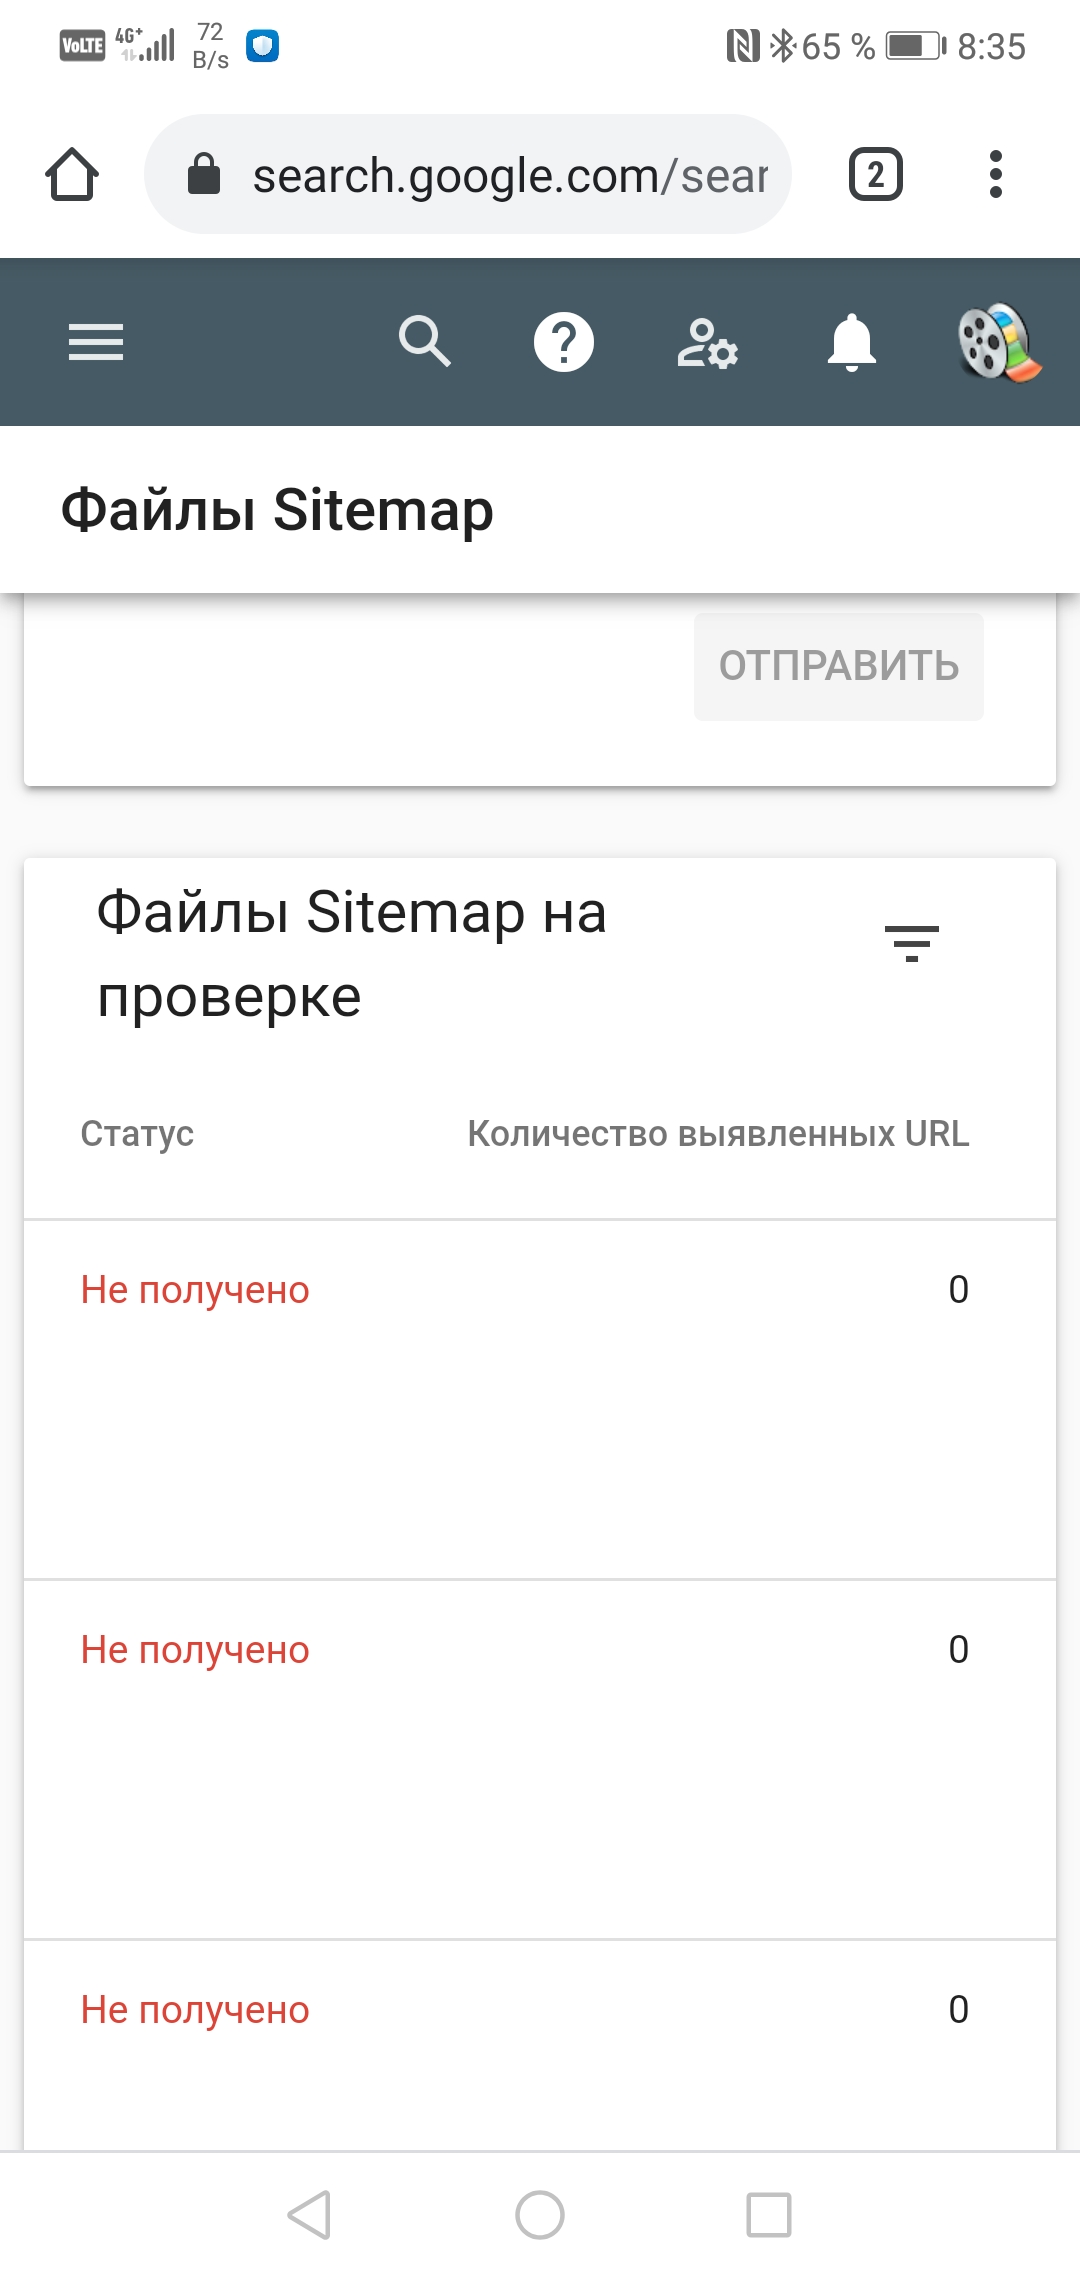 VoLTE 4G+ 72 B/s 65 % 8:35
search.google.com/sear 2
Файлы Sitemap
ОТПРАВИТЬ
Файлы Sitemap на
проверке
Статус Количество выявленных URL
Не получено 0
Не получено 0
Не получено 0